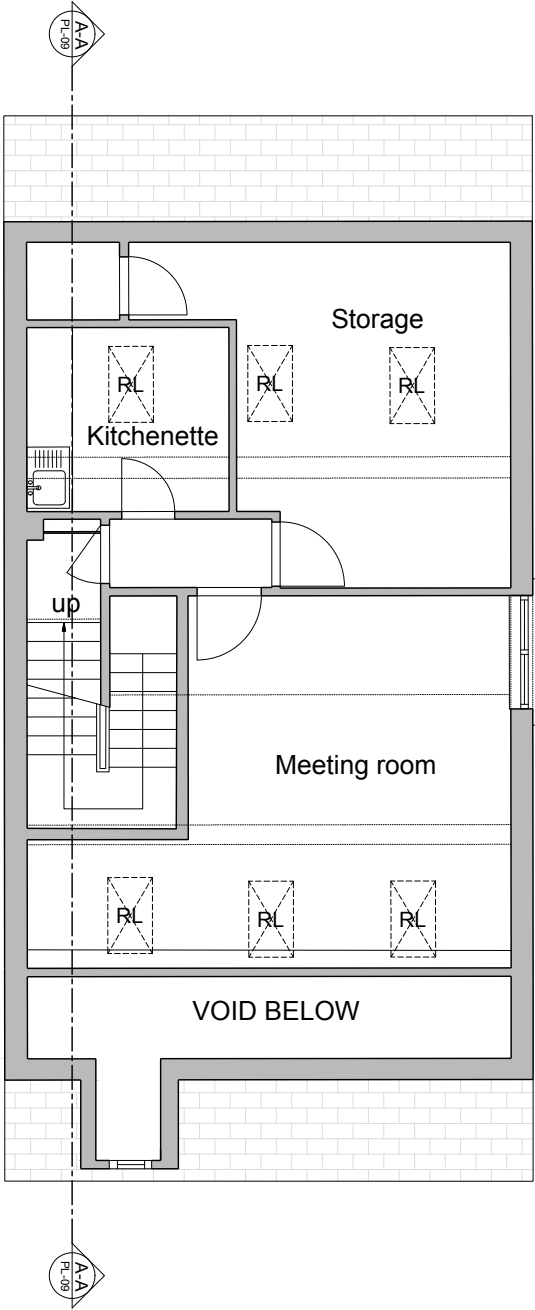 A-A
PL-09
Storage
RL
RL
RL
Kitchenette
up
Meeting room
RL
RL
RL
VOID BELOW
A-A
PL-09